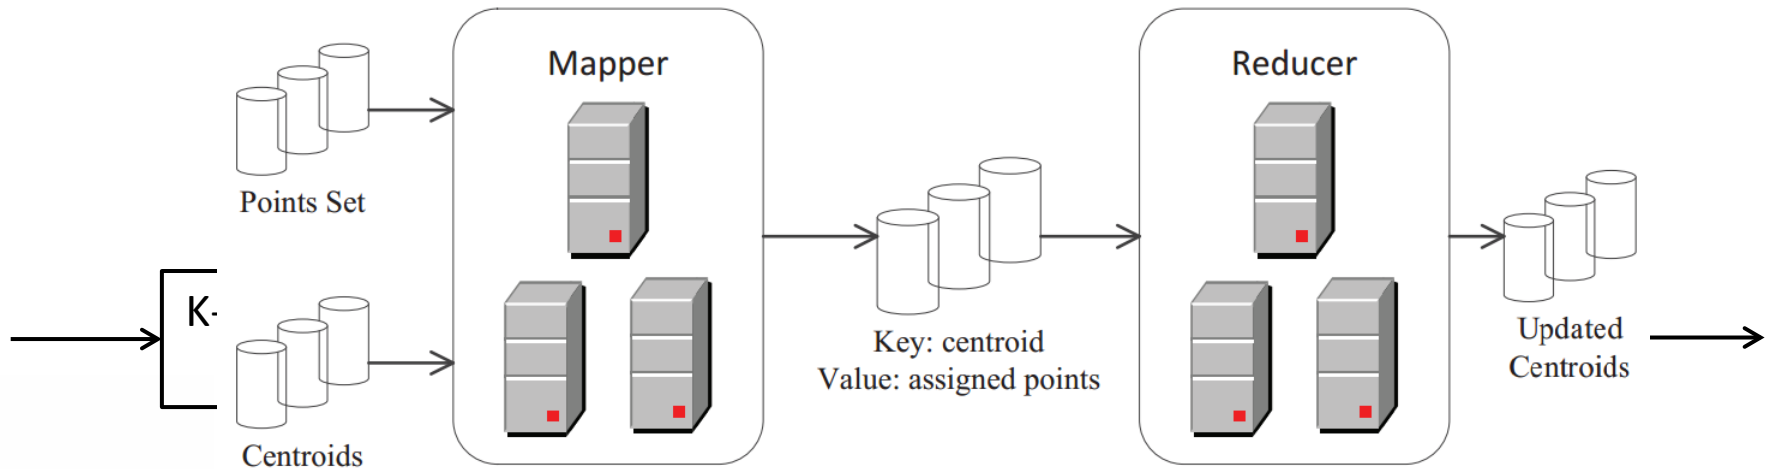 Mapper
Reducer
Points Set
K-
Key: centroid
Value: assigned points
Updated
Centroids
Centroids